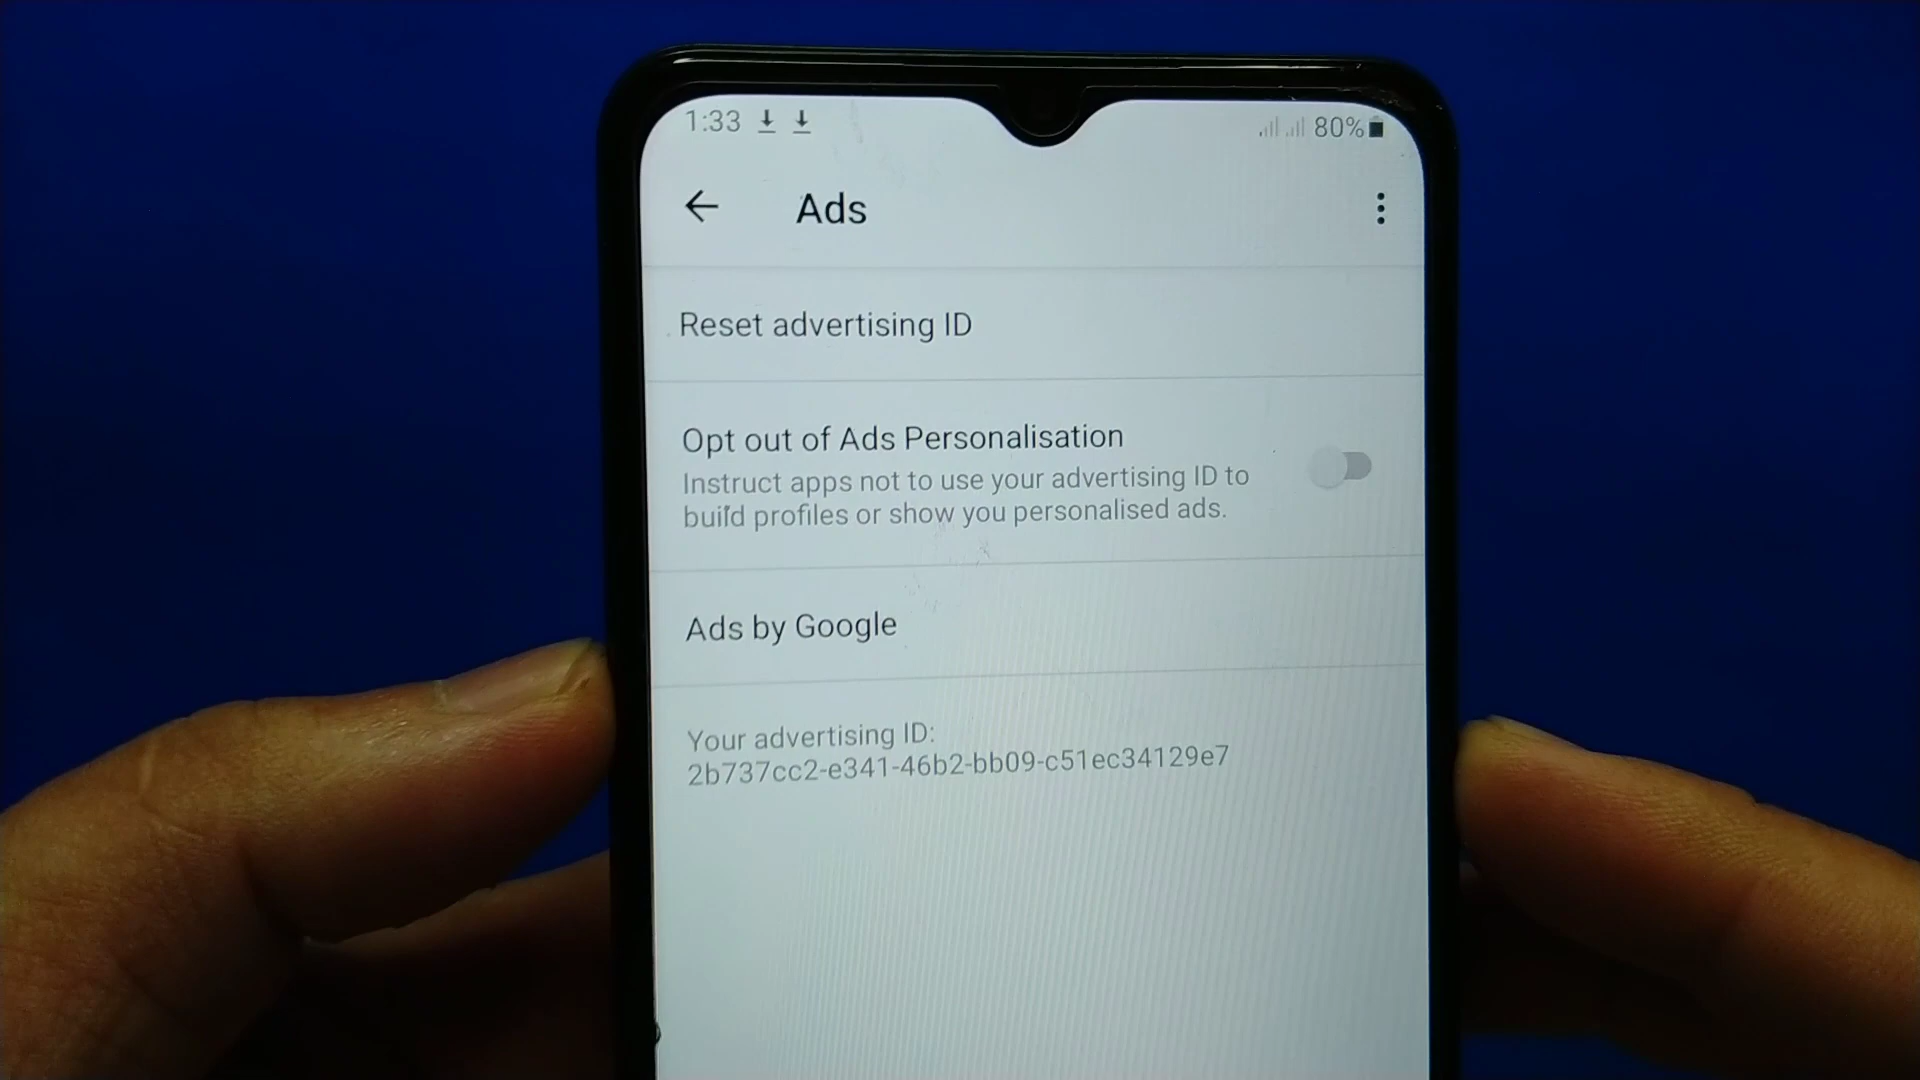 1:33
80%
Ads
Reset advertising ID
Opt out of Ads Personalisation
Instruct apps not to use your advertising ID to
build profiles or show you personalised ads.
Ads by Google
Your advertising ID:
2b737cc2-e341-46b2-bb09-c51ec34129e7